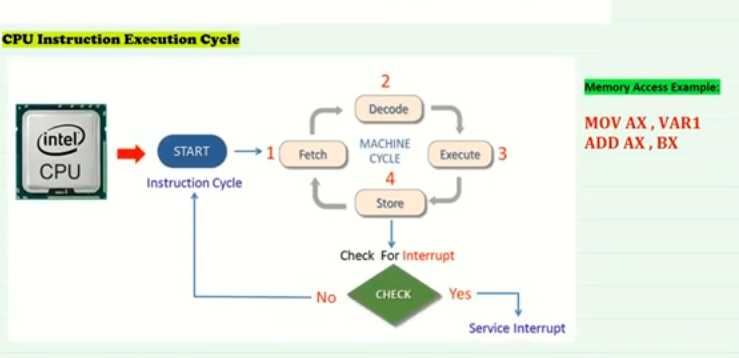 CPU Instruction Execution Cycle
Memory Access Example:
MOV AX , VAR1
ADD AX , BX
intel
CPU
START
Instruction Cycle
1
Fetch
2
Decode
MACHINE
CYCLE
Execute
3
4
Store
Check For Interrupt
CHECK
No
Yes
Service Interrupt